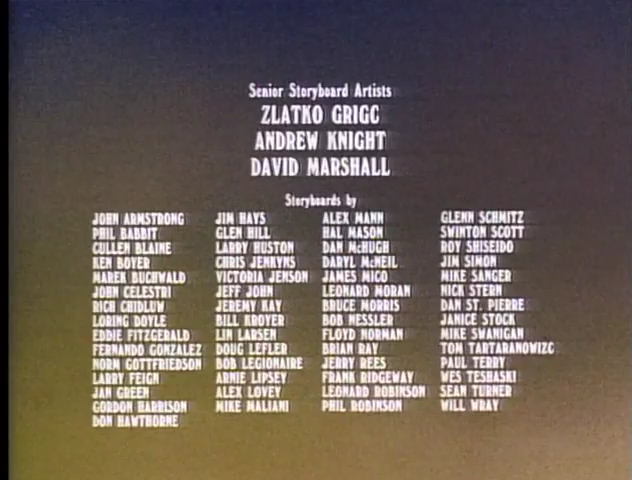 Senior Storyboard Artists
ZLATKO GRIGC
ANDREW KNIGHT
DAVID MARSHALL
Storyboards by
JOHN ARMSTRONG
PHIL BABBIT
CULLEN BLAINE
KEN BOYER
MAREK BUCHWALD
JOHN CELESTRI
RICH CHIDLUW
LORING DOYLE
EDDIE FITZGERALD
FERNANDO GONZALEZ
NORM GOTTFRIEDSON
LARRY FEIGN
JAN GREEN
GORDON HARRISON
DON HAWTHORNE
JIM HAYS
GLEN HILL
LARRY HUSTON
CHRIS JENKYNS
VICTORIA JENSON
JEFF JOHN
JEREMY KAY
BILL KROYER
LIN LARSEN
DOUG LEFLER
BOB LEGIONAIRE
ARNIE LIPSEY
ALEX LOVEY
MIKE MALIANI
ALEX MANN
HAL MASON
DAN McHUGH
DARYL McNEIL
JAMES MICO
LEONARD MORAN
BRUCE MORRIS
BOB NESSLER
FLOYD NORMAN
BRIAN RAY
JERRY REES
FRANK RIDGEWAY
LEONARD ROBINSON
PHIL ROBINSON
GLENN SCHMITZ
SWINTON SCOTT
ROY SHISEIDO
JIM SIMON
MIKE SANGER
NICK STERN
DAN ST. PIERRE
JANICE STOCK
MIKE SWANIGAN
TOM TARTARANOWIZC
PAUL TERRY
WES TESHASKI
SEAN TURNER
WILL WRAY